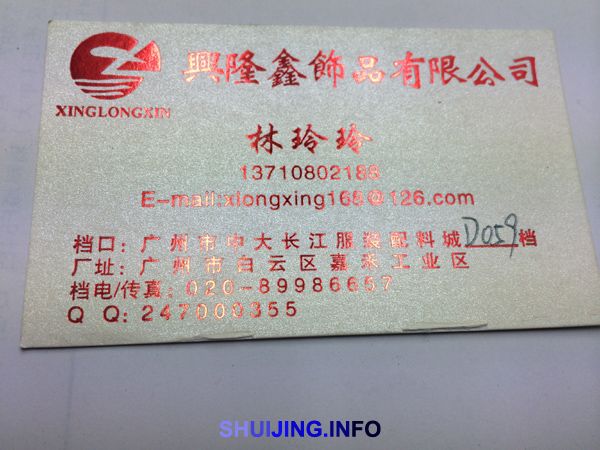 興隆鑫飾品有限公司
XINGLONGXIN
林玲玲
13710802188
E-mail:xlongxing168@126.com
档口：广州市中大长江服装配料城D059档
厂址：广州市白云区嘉禾工业区
档电/传真：020-89986657
Q Q：247000355
SHUIJING.INFO